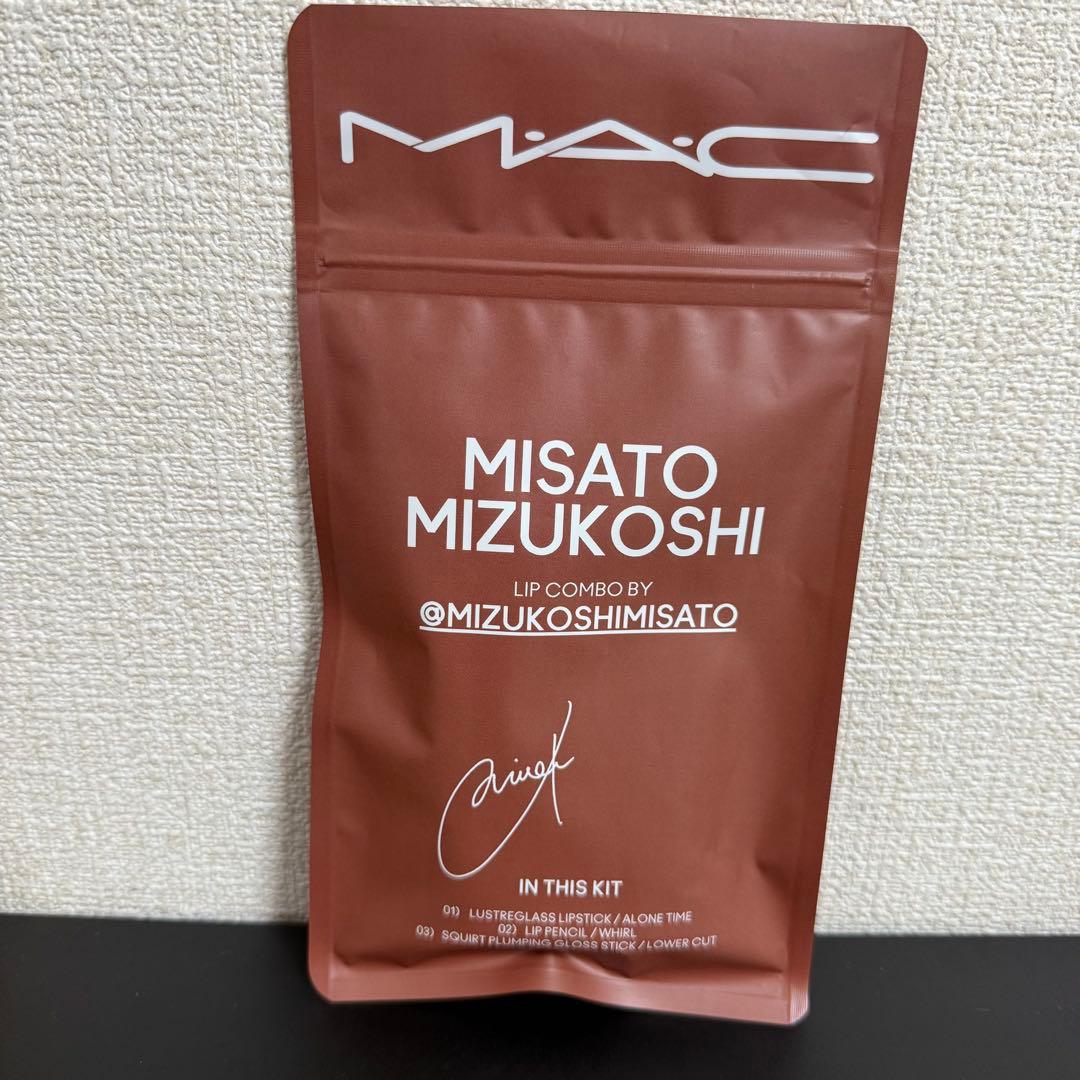 M·A·C
MISATO
MIZUKOSHI
LIP COMBO BY
@MIZUKOSHIMISATO
IN THIS KIT
01) LUSTREGLASS LIPSTICK / ALONE TIME
02) LIP PENCIL / WHIRL
03) SQUIRT PLUMPING GLOSS STICK / LOWER CUT